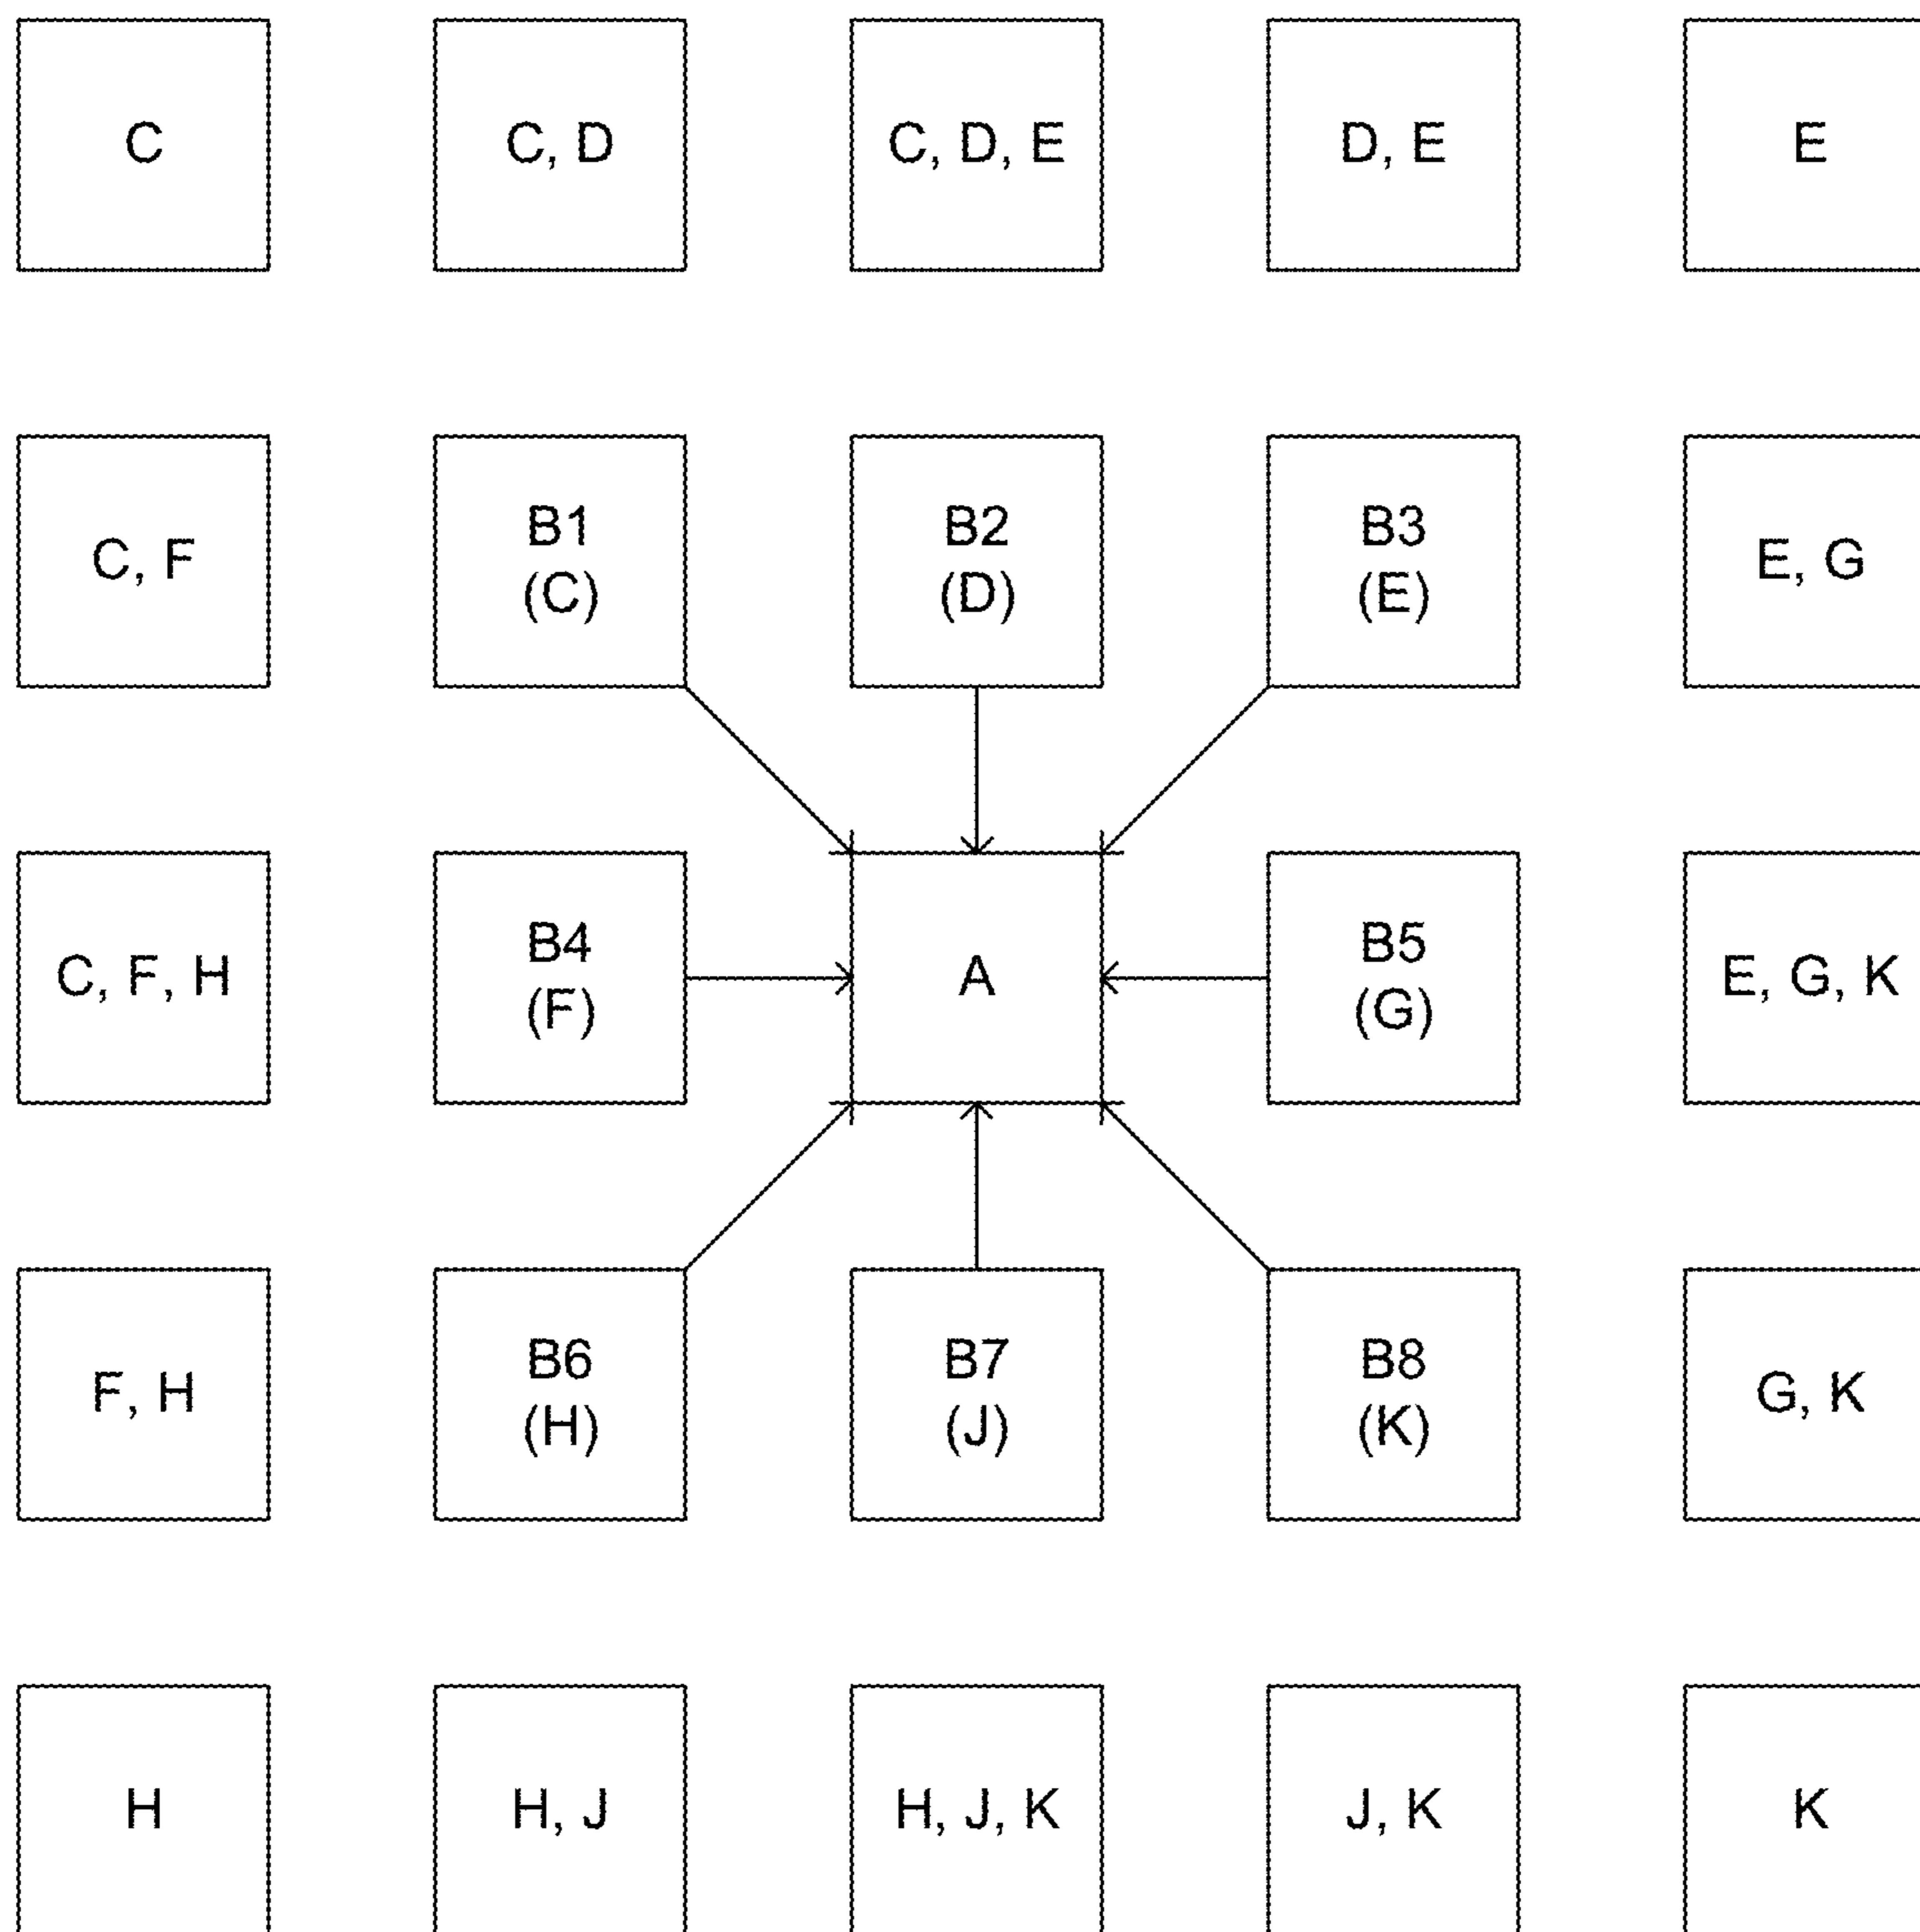 C
C, D
C, D, E
D, E
E
C, F
B1
(C)
B2
(D)
B3
(E)
E, G
C, F, H
B4
(F)
A
B5
(G)
E, G, K
F, H
B6
(H)
B7
(J)
B8
(K)
G, K
H
H, J
H, J, K
J, K
K